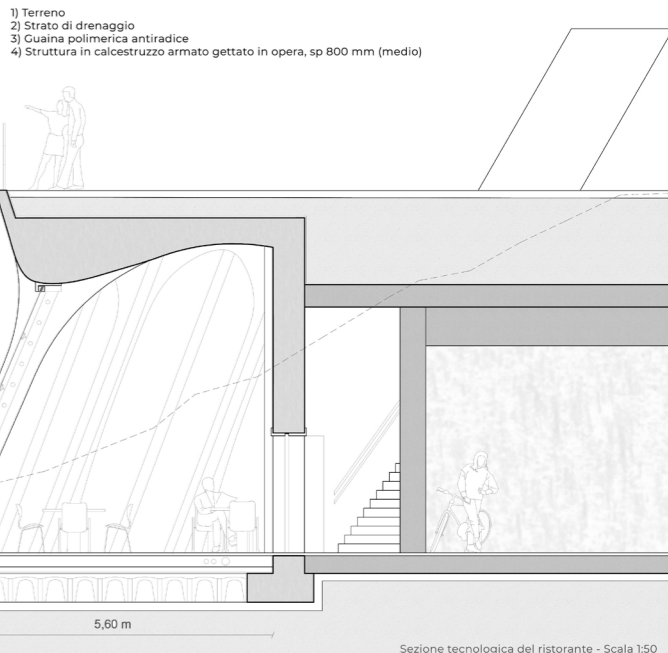 1) Terreno
2) Strato di drenaggio
3) Guaina polimerica antiradice
4) Struttura in calcestruzzo armato gettato in opera, sp 800 mm (medio)
5,60 m
Sezione tecnologica del ristorante - Scala 1:50